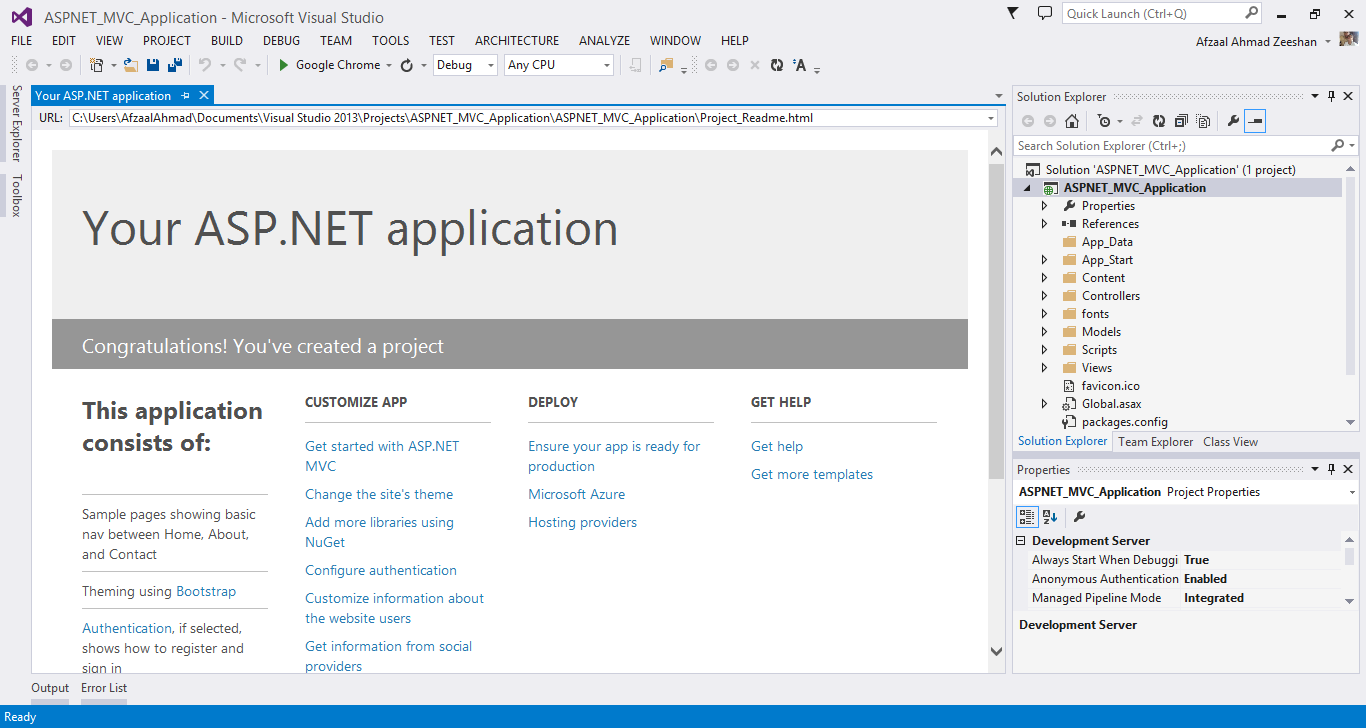 ASPNET_MVC_Application - Microsoft Visual Studio
Quick Launch (Ctrl+Q)
FILE EDIT VIEW PROJECT BUILD DEBUG TEAM TOOLS TEST ARCHITECTURE ANALYZE WINDOW HELP
Afzaal Ahmad Zeeshan
Google Chrome Debug Any CPU
Server Explorer
Toolbox
Your ASP.NET application
URL: C:\Users\AfzaalAhmad\Documents\Visual Studio 2013\Projects\ASPNET_MVC_Application\ASPNET_MVC_Application\Project_Readme.html
Your ASP.NET application
Congratulations! You've created a project
This application
consists of:
Sample pages showing basic
nav between Home, About,
and Contact
Theming using Bootstrap
Authentication, if selected,
shows how to register and
sign in
CUSTOMIZE APP
Get started with ASP.NET
MVC
Change the site's theme
Add more libraries using
NuGet
Configure authentication
Customize information about
the website users
Get information from social
providers
DEPLOY
Ensure your app is ready for
production
Microsoft Azure
Hosting providers
GET HELP
Get help
Get more templates
Solution Explorer
Search Solution Explorer (Ctrl+;)
Solution 'ASPNET_MVC_Application' (1 project)
ASPNET_MVC_Application
Properties
References
App_Data
App_Start
Content
Controllers
fonts
Models
Scripts
Views
favicon.ico
Global.asax
packages.config
Solution Explorer Team Explorer Class View
Properties
ASPNET_MVC_Application Project Properties
Development Server
Always Start When Debuggi True
Anonymous Authentication Enabled
Managed Pipeline Mode Integrated
Development Server
Output Error List
Ready